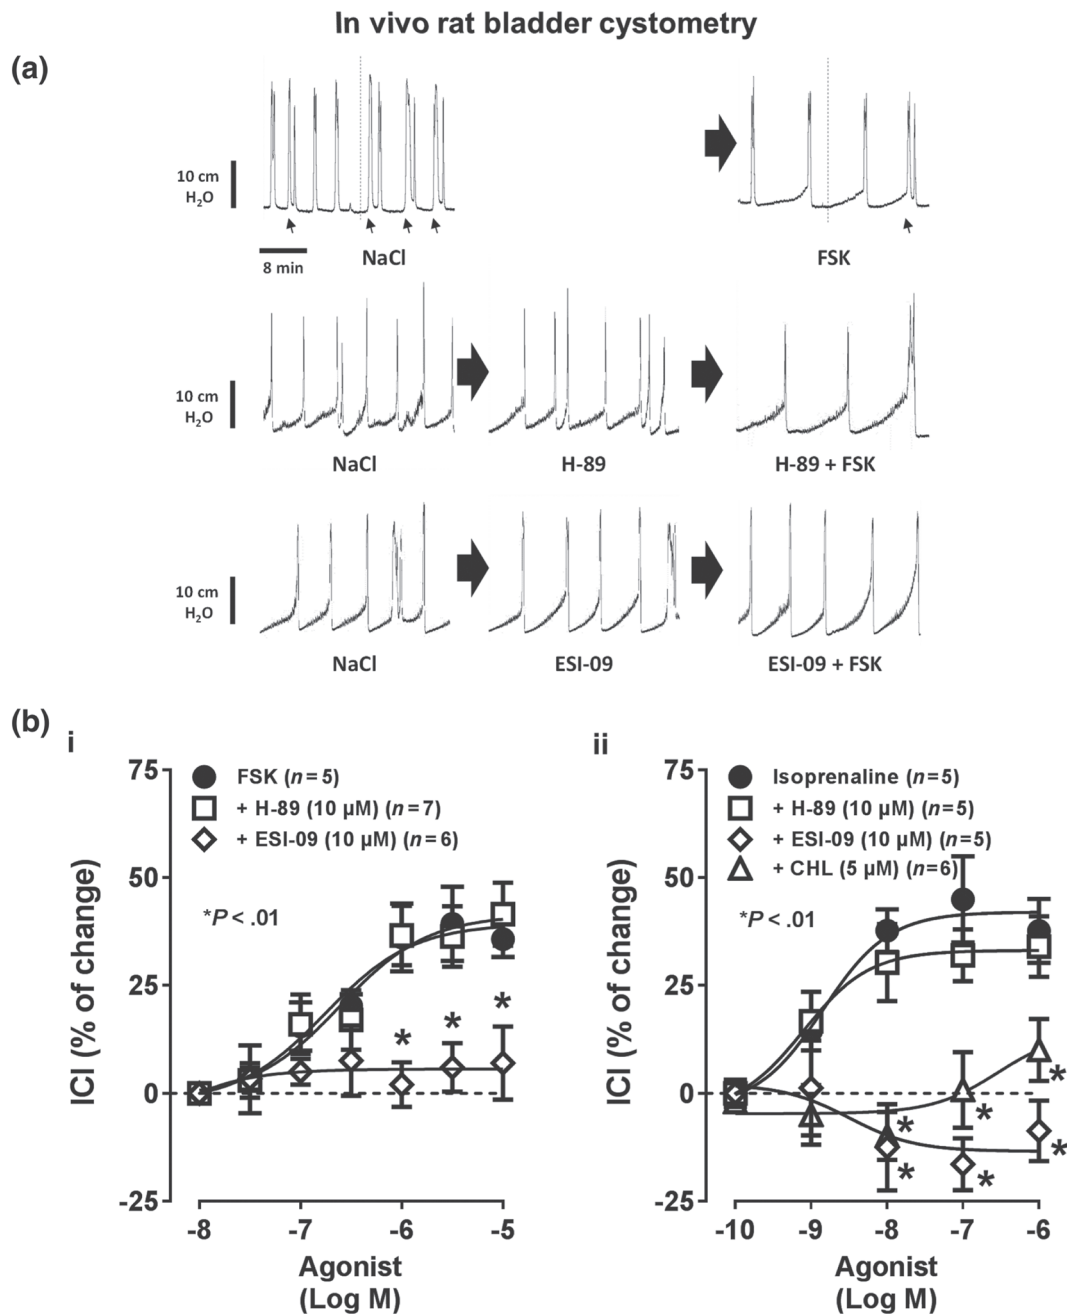 In vivo rat bladder cystometry
(a)
10 cm
H₂O
8 min
NaCl
FSK
10 cm
H₂O
NaCl
H-89
H-89 + FSK
10 cm
H₂O
NaCl
ESI-09
ESI-09 + FSK
(b)
i
FSK (n=5)
+ H-89 (10 µM) (n=7)
+ ESI-09 (10 µM) (n=6)
*P < .01
ICI (% of change)
75
50
25
0
-25
* * *
-8 -7 -6 -5
Agonist
(Log M)
ii
Isoprenaline (n=5)
+ H-89 (10 µM) (n=5)
+ ESI-09 (10 µM) (n=5)
+ CHL (5 µM) (n=6)
*P < .01
ICI (% of change)
75
50
25
0
-25
* * *
* * *
-10 -9 -8 -7 -6
Agonist
(Log M)